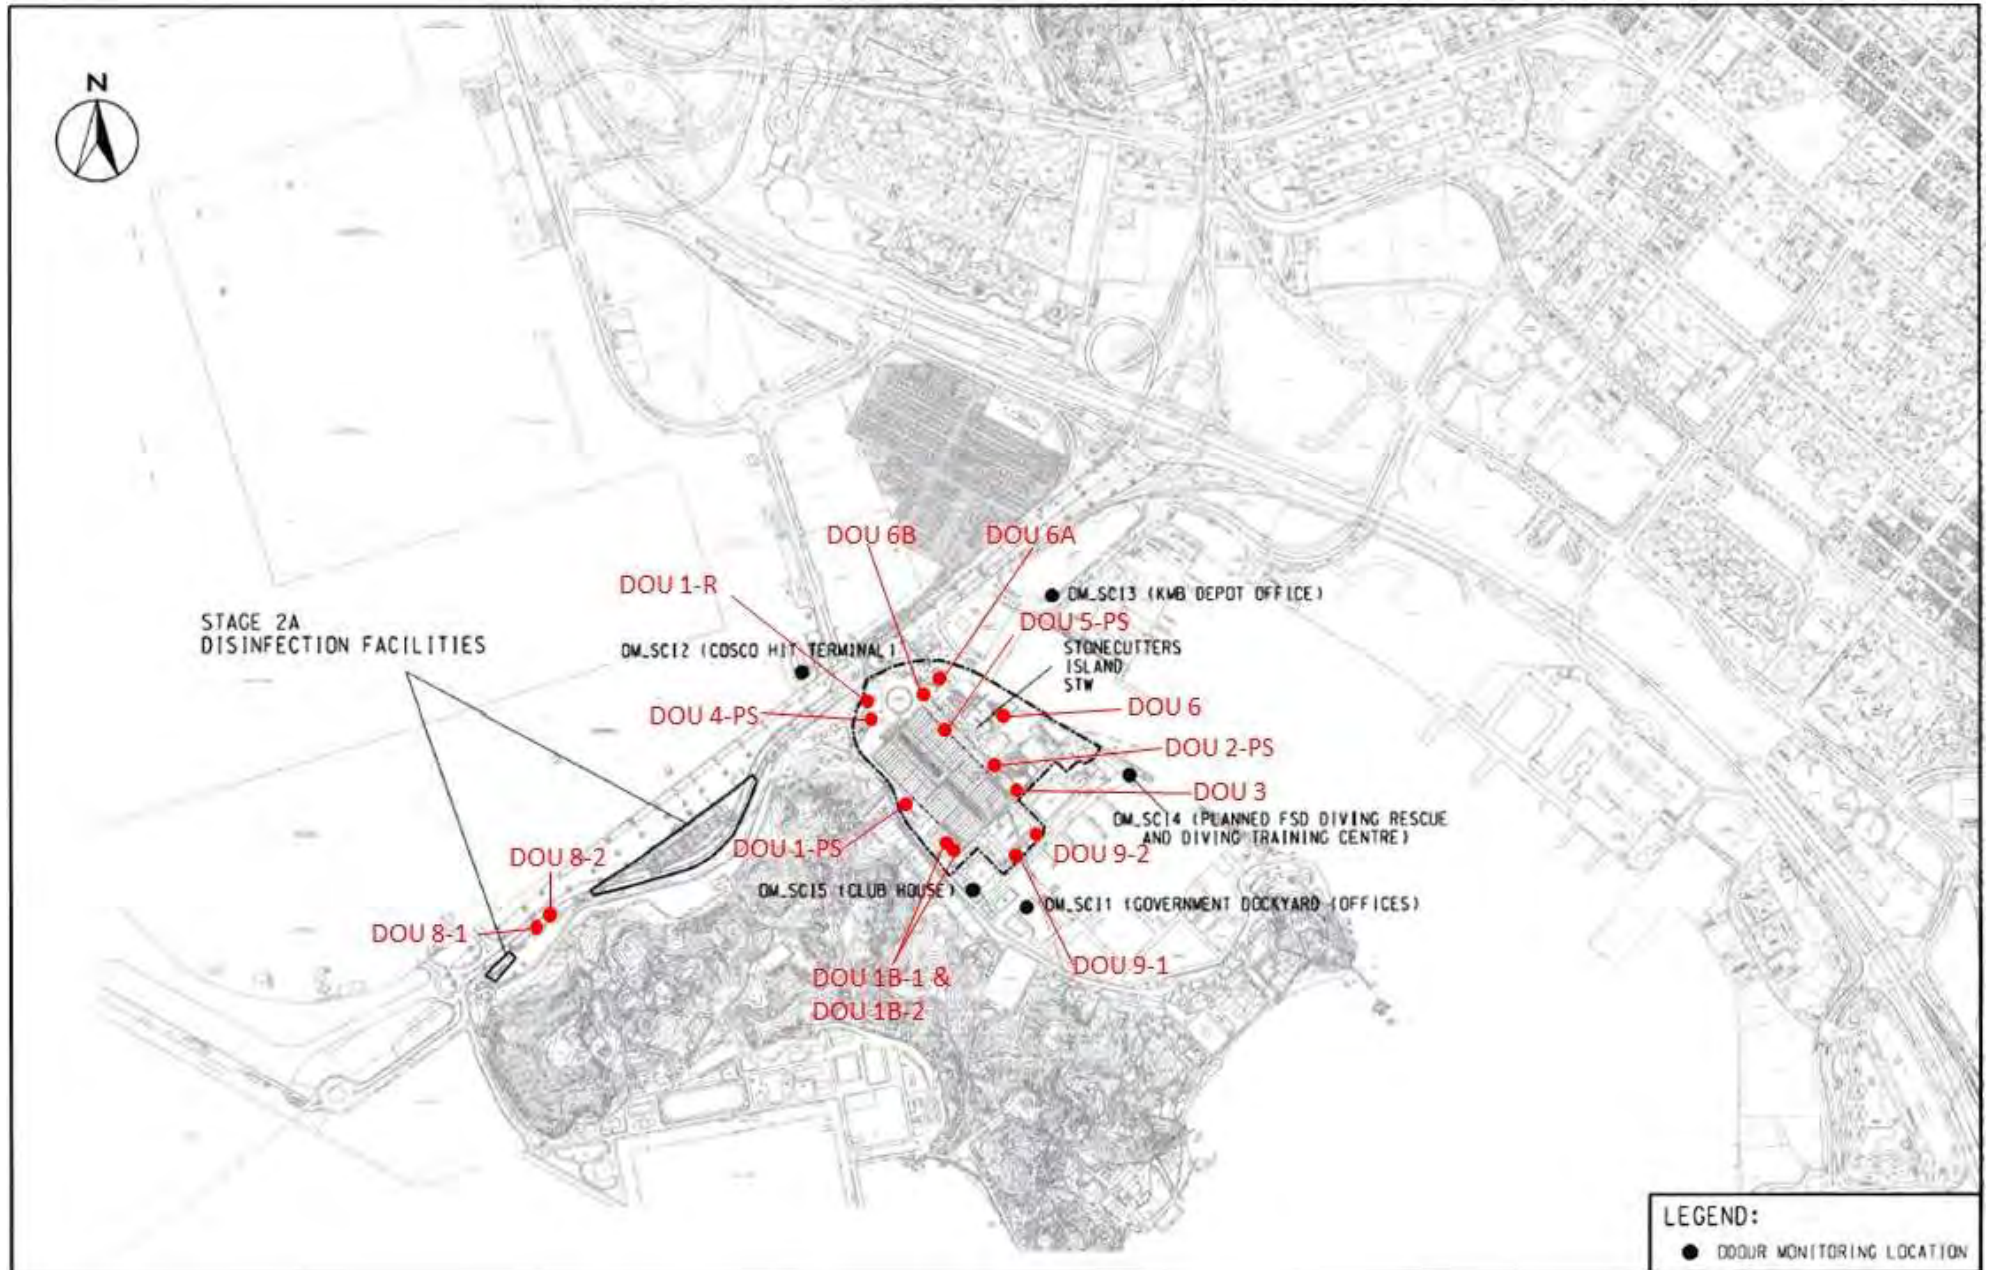 N
DOU 6B
DOU 6A
DOU 1-R
OM_SC13 (KMB DEPOT OFFICE)
DOU 5-PS
STAGE 2A
DISINFECTION FACILITIES
OM_SC12 (COSCO HIT TERMINAL)
STONECUTTERS
ISLAND
STW
DOU 4-PS
DOU 6
DOU 2-PS
DOU 3
OM_SC14 (PLANNED FSD DIVING RESCUE
AND DIVING TRAINING CENTRE)
DOU 1-PS
DOU 9-2
DOU 8-2
OM_SC15 (CLUB HOUSE)
OM_SC11 (GOVERNMENT DOCKYARD (OFFICES)
DOU 8-1
DOU 9-1
DOU 1B-1 &
DOU 1B-2
LEGEND:
ODOUR MONITORING LOCATION